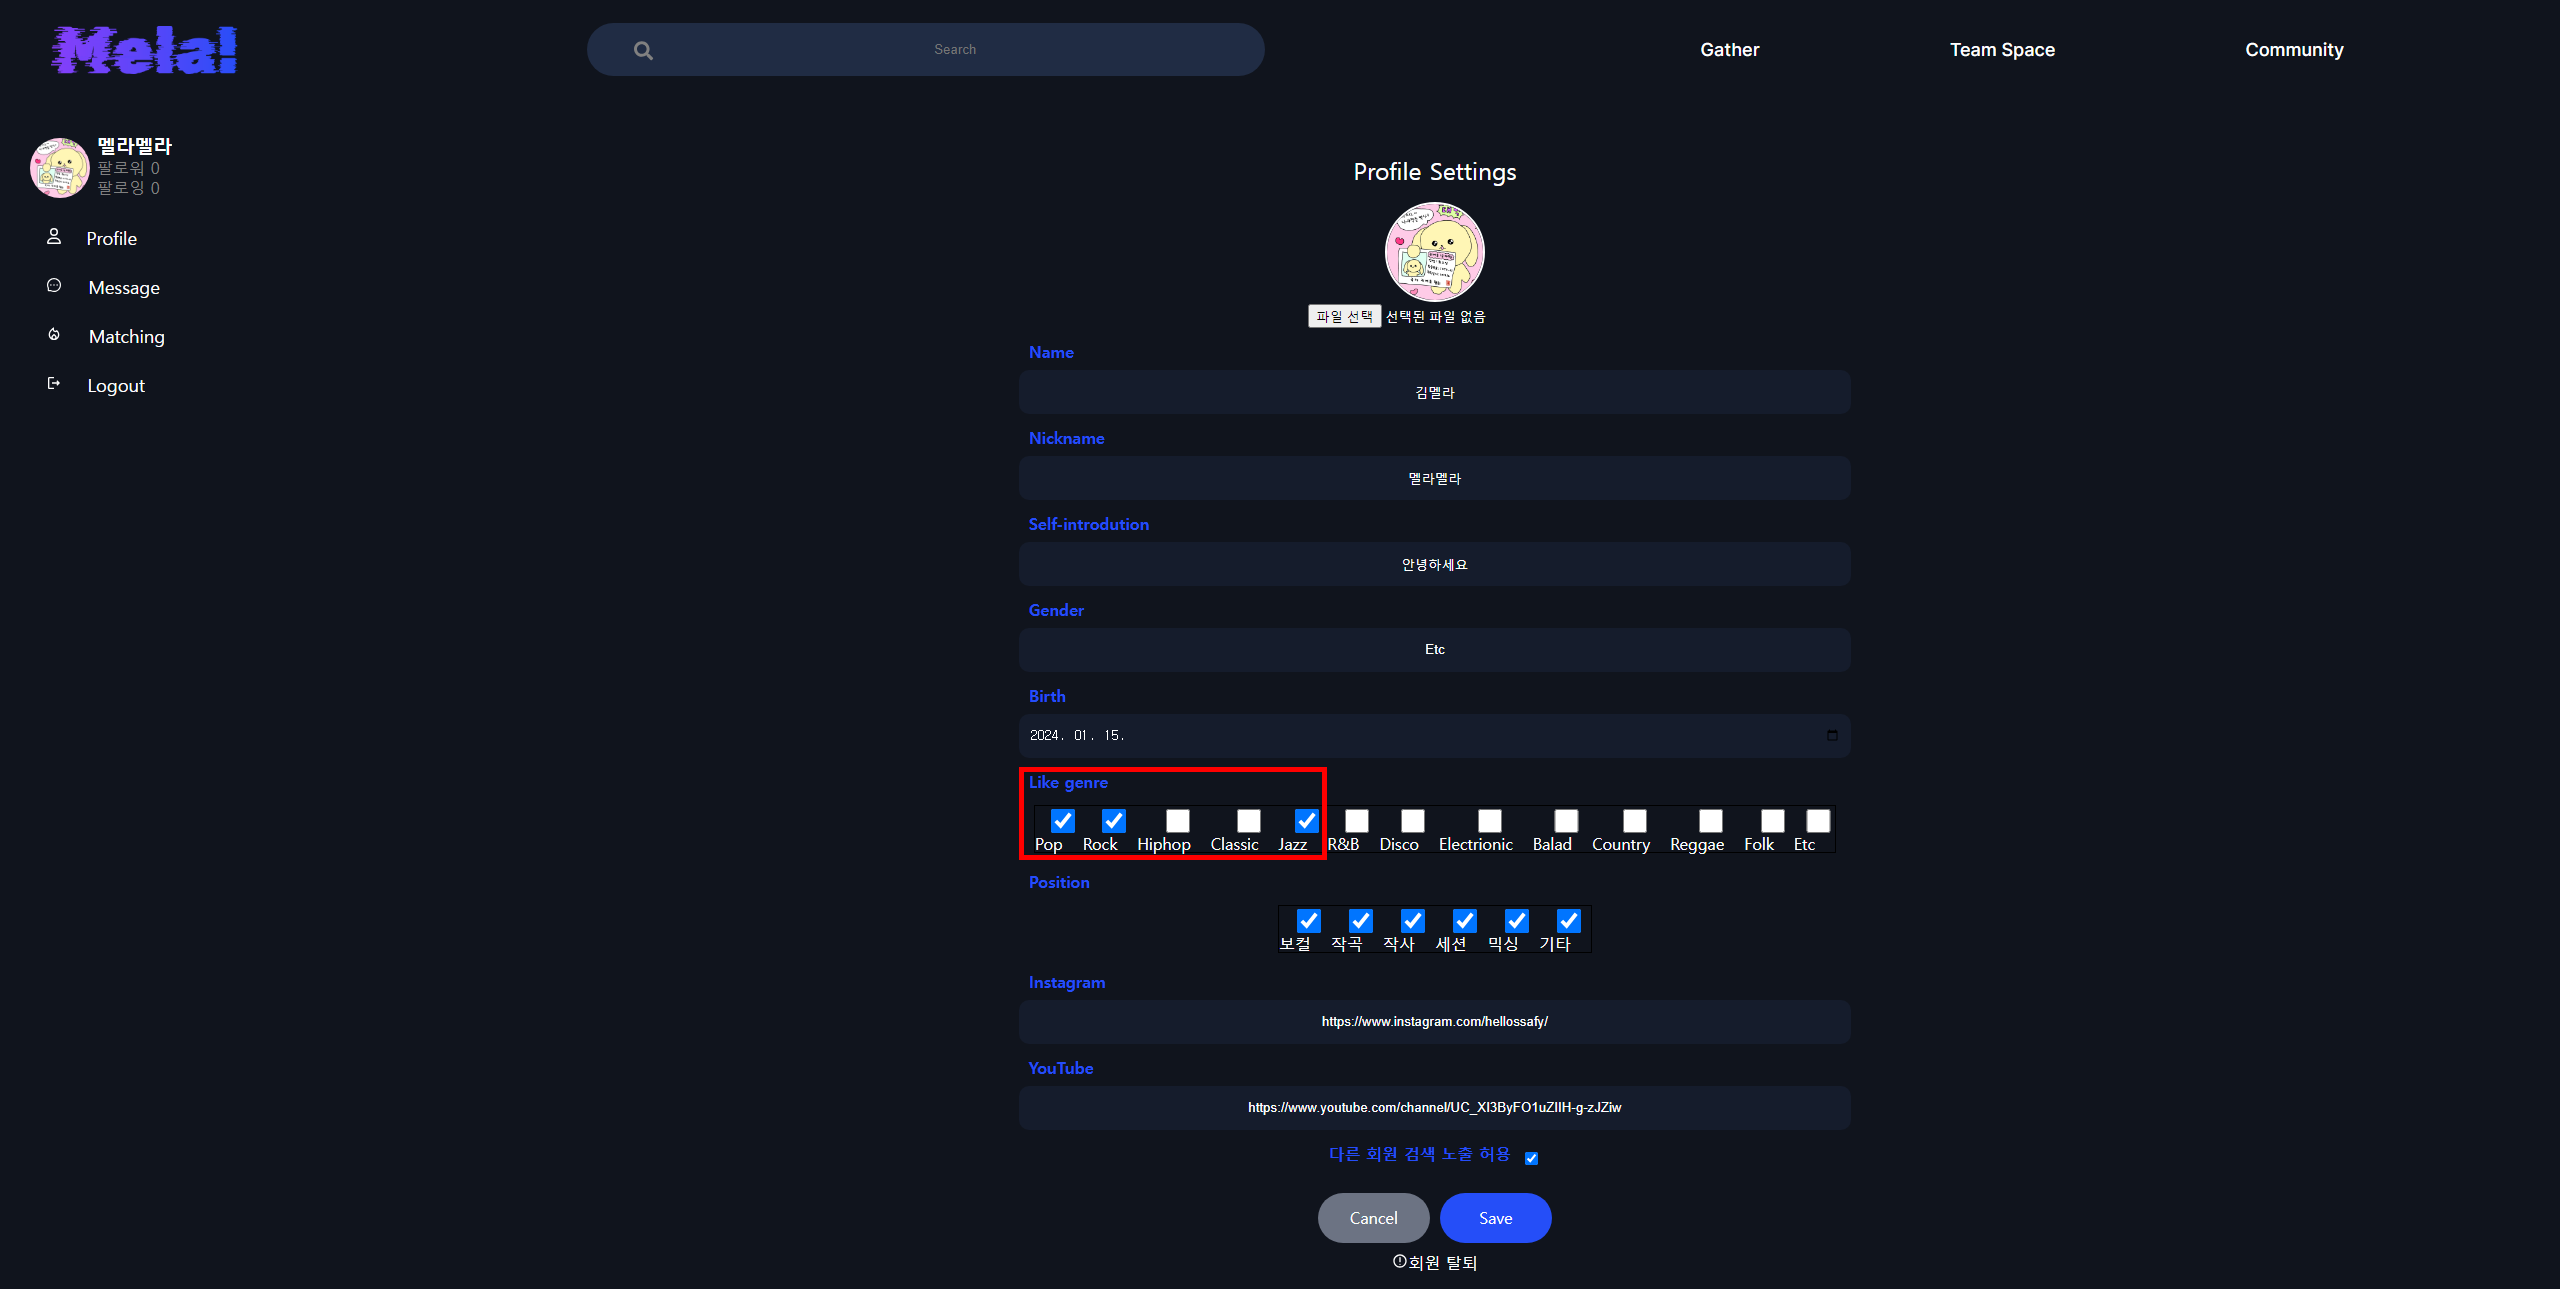 Mela!
Search
Gather
Team Space
Community
멜라멜라
팔로워 0
팔로잉 0
Profile
Message
Matching
Logout
Profile Settings
파일 선택 선택된 파일 없음
Name
김멜라
Nickname
멜라멜라
Self-introdution
안녕하세요
Gender
Etc
Birth
2024. 01. 15.
Like genre
Pop Rock Hiphop Classic Jazz R&B Disco Electrionic Balad Country Reggae Folk Etc
Position
보컬 작곡 작사 세션 믹싱 기타
Instagram
https://www.instagram.com/hellossafy/
YouTube
https://www.youtube.com/channel/UC_XI3ByFO1uZIIH-g-zJZiw
다른 회원 검색 노출 허용
Cancel
Save
회원 탈퇴